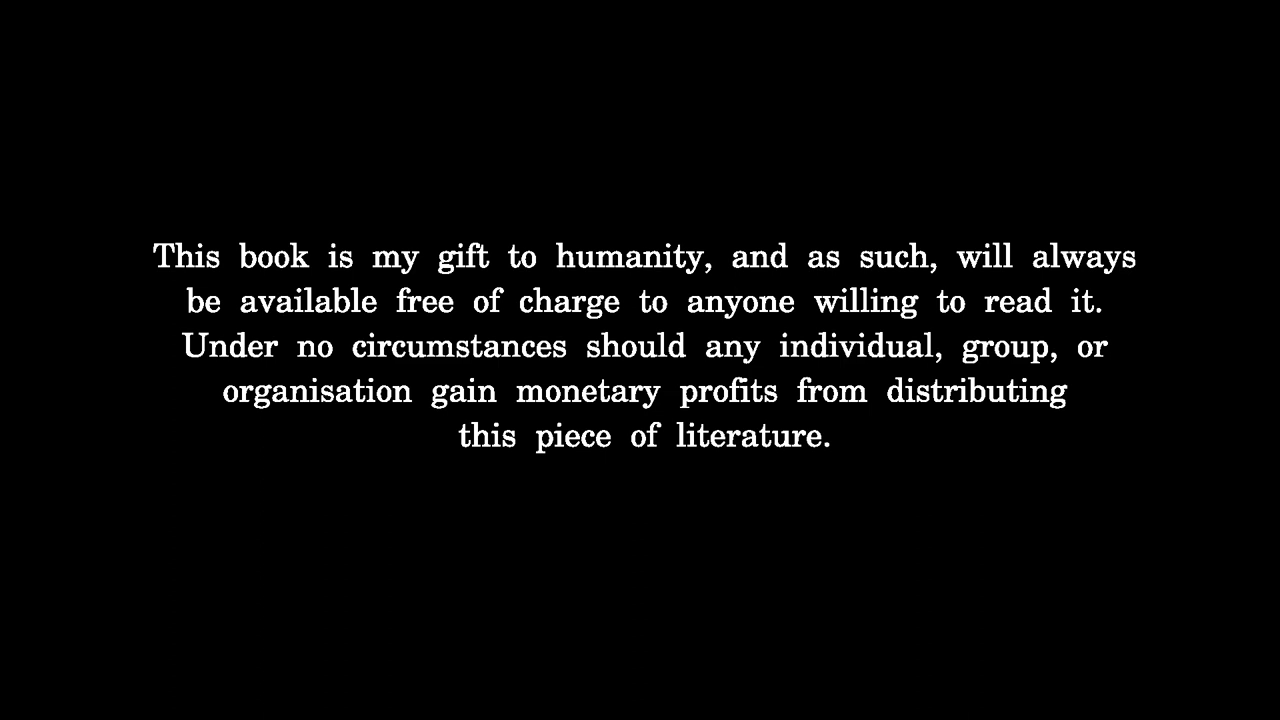 This book is my gift to humanity, and as such, will always
be available free of charge to anyone willing to read it.
Under no circumstances should any individual, group, or
organisation gain monetary profits from distributing
this piece of literature.